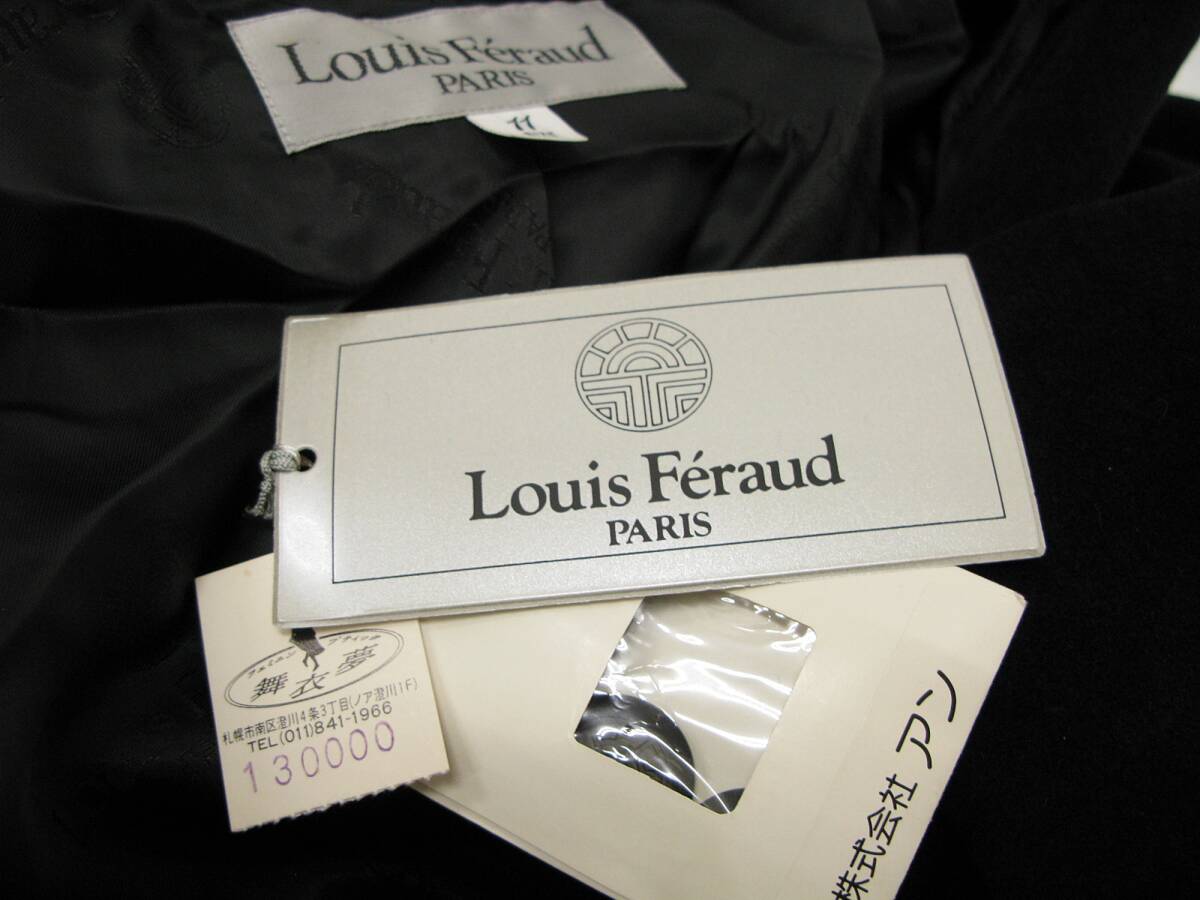 Louis Féraud
PARIS
11
Louis Féraud
PARIS
舞衣夢
札幌市南区澄川4条3丁目(ノア澄川1F)
TEL(011)841-1966
130000
株式会社 アン